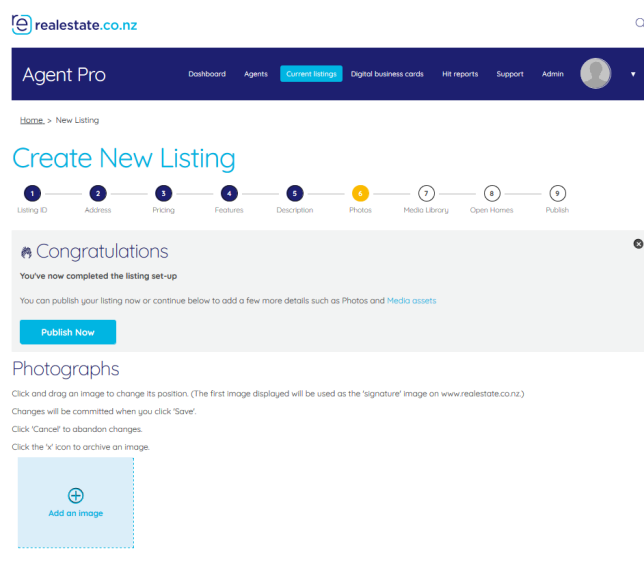 realestate.co.nz
Agent Pro
Dashboard Agents Current listings Digital business cards Hit reports Support Admin
Home > New Listing
Create New Listing
1 2 3 4 5 6 7 8 9
Listing ID Address Pricing Features Description Photos Media Library Open Homes Publish
Congratulations
You've now completed the listing set-up
You can publish your listing now or continue below to add a few more details such as Photos and Media assets
Publish Now
Photographs
Click and drag an image to change its position. (The first image displayed will be used as the 'signature' image on www.realestate.co.nz.)
Changes will be committed when you click 'Save'.
Click 'Cancel' to abandon changes.
Click the 'x' icon to archive an image.
Add an image